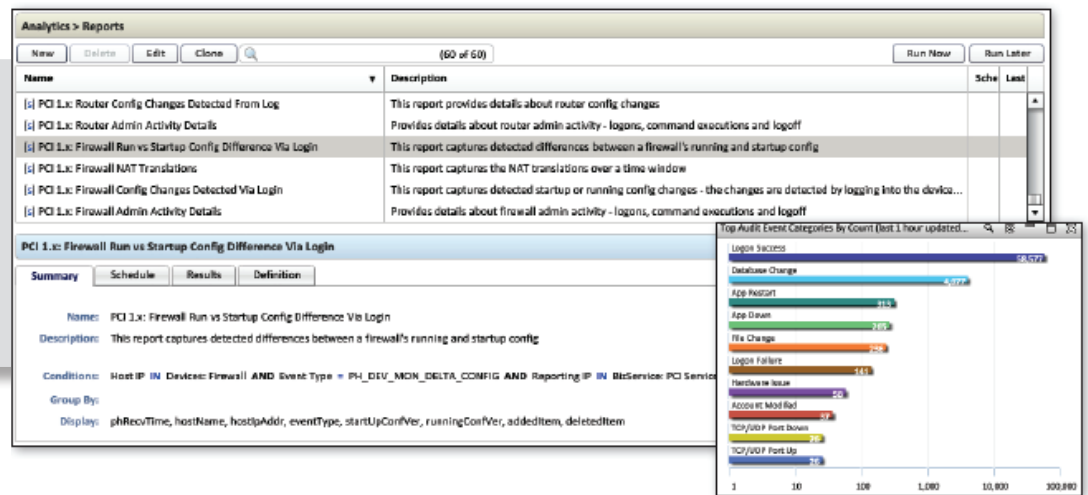 Analytics > Reports
New Delete Edit Clone (60 of 60) Run Now Run Later
Name Description Sche Last
[s] PCI 1.x: Router Config Changes Detected From Log This report provides details about router config changes
[s] PCI 1.x: Router Admin Activity Details Provides details about router admin activity - logons, command executions and logoff
[s] PCI 1.x: Firewall Run vs Startup Config Difference Via Login This report captures detected differences between a firewall's running and startup config
[s] PCI 1.x: Firewall NAT Translations This report captures the NAT translations over a time window
[s] PCI 1.x: Firewall Config Changes Detected Via Login This report captures detected startup or running config changes - the changes are detected by logging into the device...
[s] PCI 1.x: Firewall Admin Activity Details Provides details about firewall admin activity - logons, command executions and logoff
PCI 1.x: Firewall Run vs Startup Config Difference Via Login
Summary Schedule Results Definition
Name: PCI 1.x: Firewall Run vs Startup Config Difference Via Login
Description: This report captures detected differences between a firewall's running and startup config
Conditions: Host IP IN Devices: Firewall AND Event Type = PH_DEV_MON_DELTA_CONFIG AND Reporting IP IN BizService: PCI Service
Group By:
Display: phRecvTime, hostName, hostIpAddr, eventType, startUpConfVer, runningConfVer, addedItem, deletedItem
Top Audit Event Categories By Count (last 1 hour updated...
Logon Success
58,577
Database Change
App Restart
App Down
File Change
Logon Failure
141
Hardware Issue
Account Modified
TCP/UDP Port Down
TCP/UDP Port Up
1 10 100 1,000 10,000 100,000